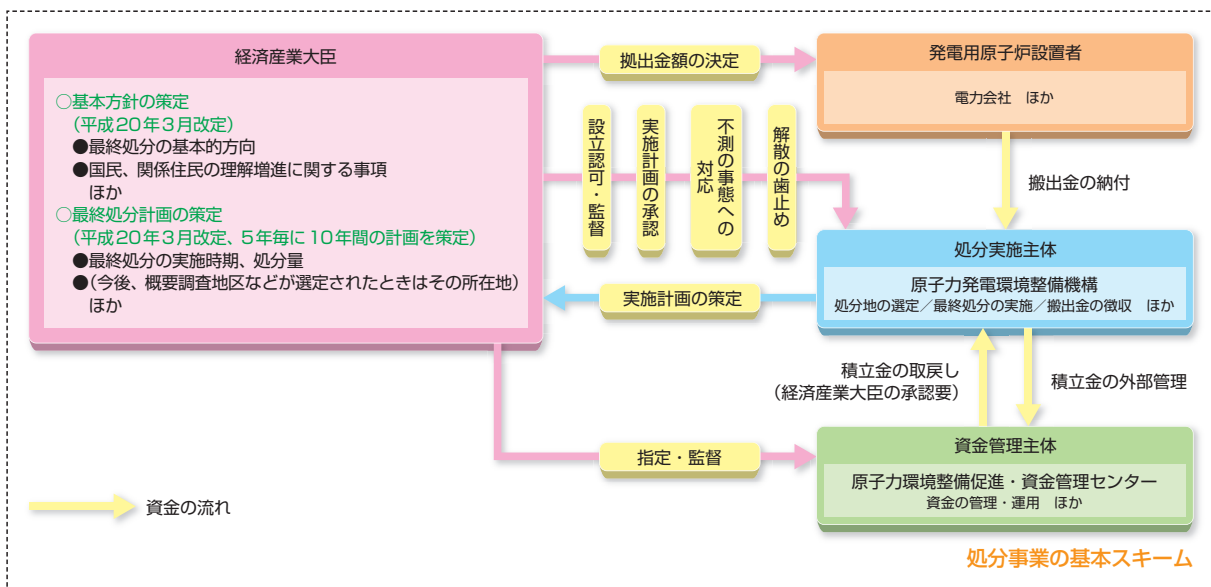 経済産業大臣
○基本方針の策定
(平成20年3月改定)
●最終処分の基本的方向
●国民、関係住民の理解増進に関する事項
ほか
○最終処分計画の策定
(平成20年3月改定、5年毎に10年間の計画を策定)
●最終処分の実施時期、処分量
●(今後、概要調査地区などが選定されたときはその所在地)
ほか
拠出金額の決定
発電用原子炉設置者
電力会社　ほか
設立認可・監督
実施計画の承認
不測の事態への
対応
解散の歯止め
搬出金の納付
処分実施主体
原子力発電環境整備機構
処分地の選定／最終処分の実施／搬出金の徴収　ほか
実施計画の策定
積立金の取戻し
(経済産業大臣の承認要)
積立金の外部管理
指定・監督
資金管理主体
原子力環境整備促進・資金管理センター
資金の管理・運用　ほか
資金の流れ
処分事業の基本スキーム